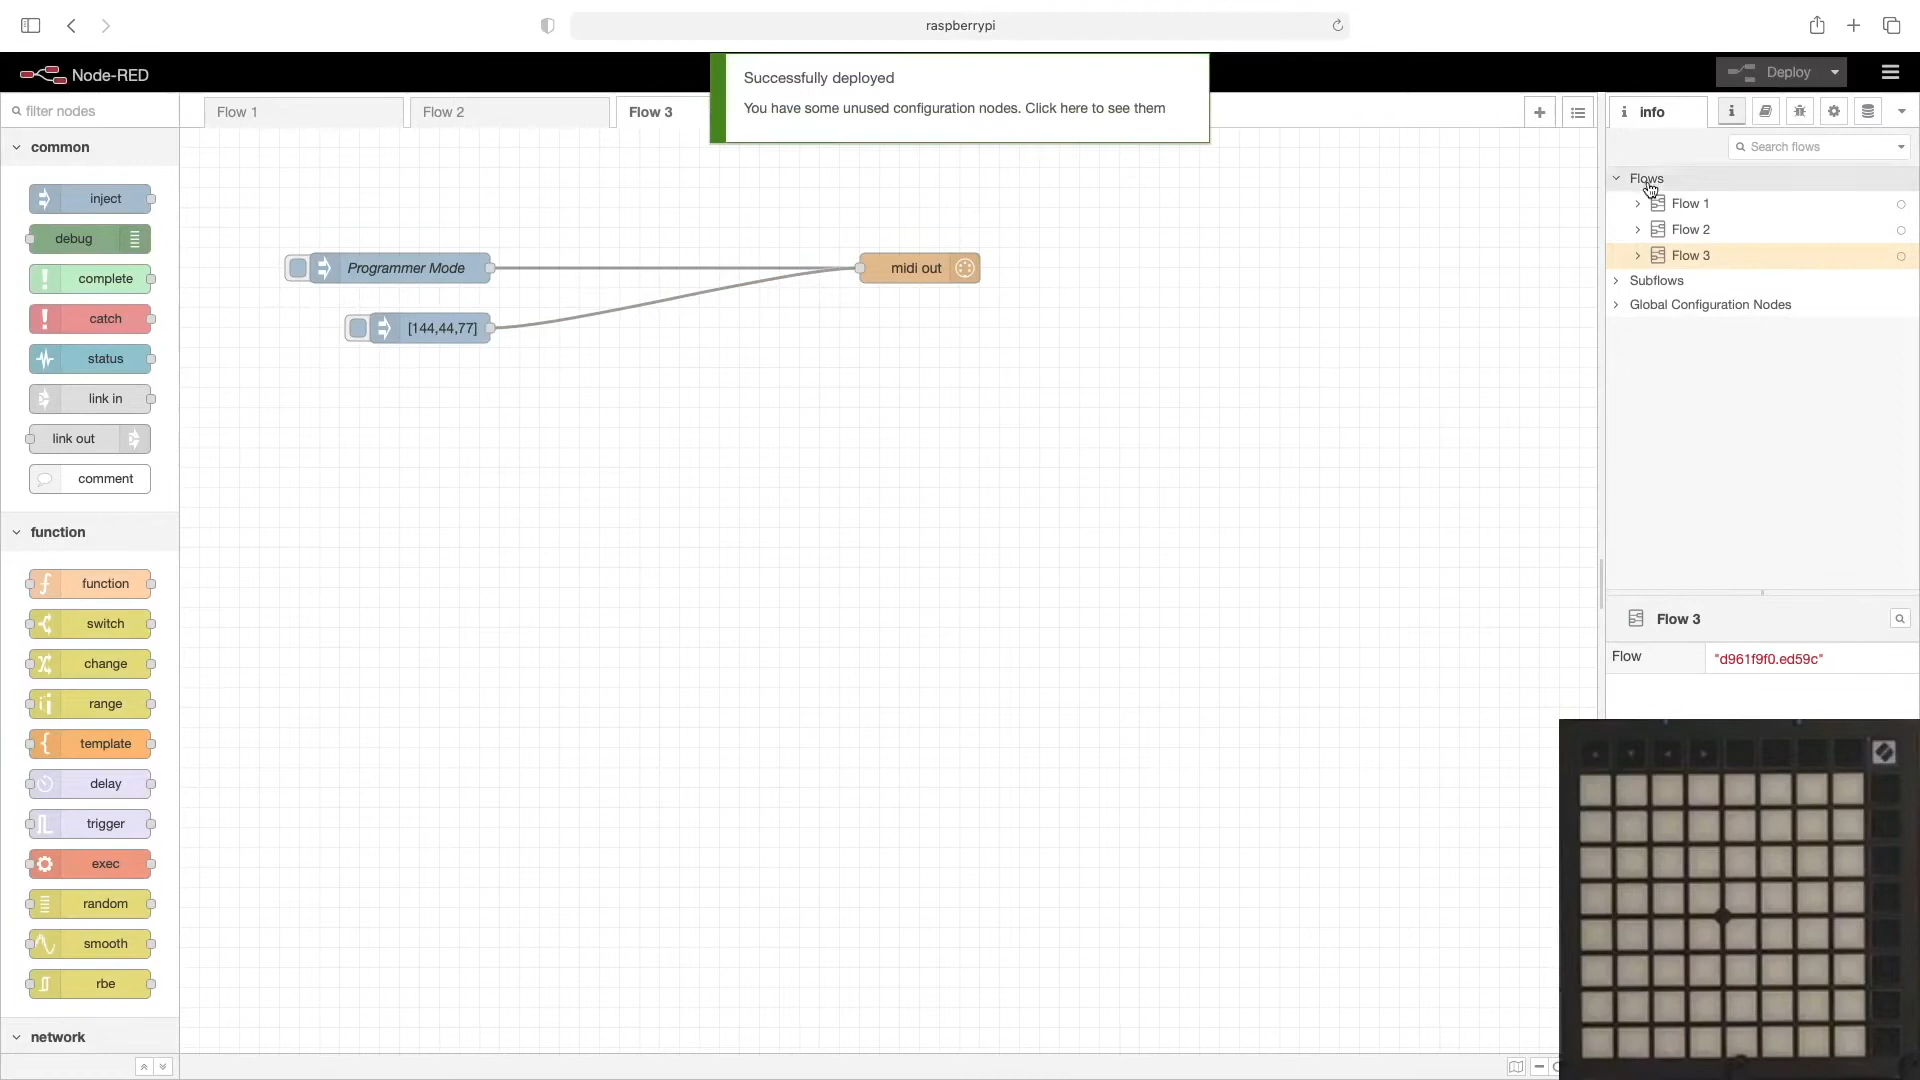 raspberrypi
Node-RED
Successfully deployed
You have some unused configuration nodes. Click here to see them
Deploy
filter nodes
Flow 1
Flow 2
Flow 3
info
Search flows
common
inject
debug
complete
catch
status
link in
link out
comment
function
function
switch
change
range
template
delay
trigger
exec
random
smooth
rbe
network
Programmer Mode
[144,44,77]
midi out
Flows
Flow 1
Flow 2
Flow 3
Subflows
Global Configuration Nodes
Flow 3
Flow
"d961f9f0.ed59c"